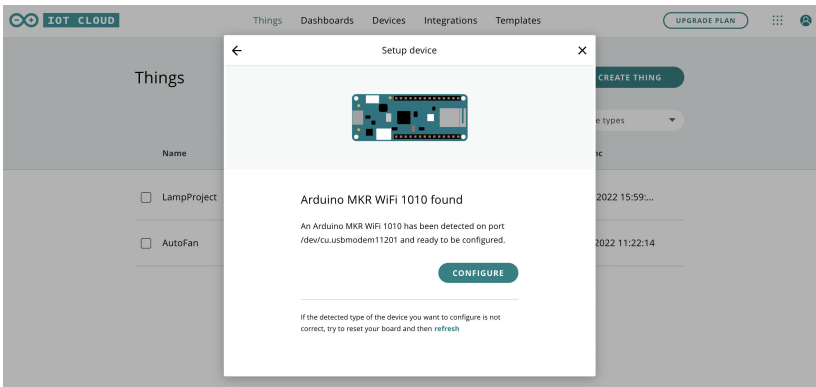 IOT CLOUD Things Dashboards Devices Integrations Templates UPGRADE PLAN
Setup device
Things
CREATE THING
e types
Name
nc
Arduino MKR WiFi 1010 found
LampProject
2022 15:59:...
An Arduino MKR WiFi 1010 has been detected on port
/dev/cu.usbmodem11201 and ready to be configured.
AutoFan
2022 11:22:14
CONFIGURE
If the detected type of the device you want to configure is not
correct, try to reset your board and then refresh